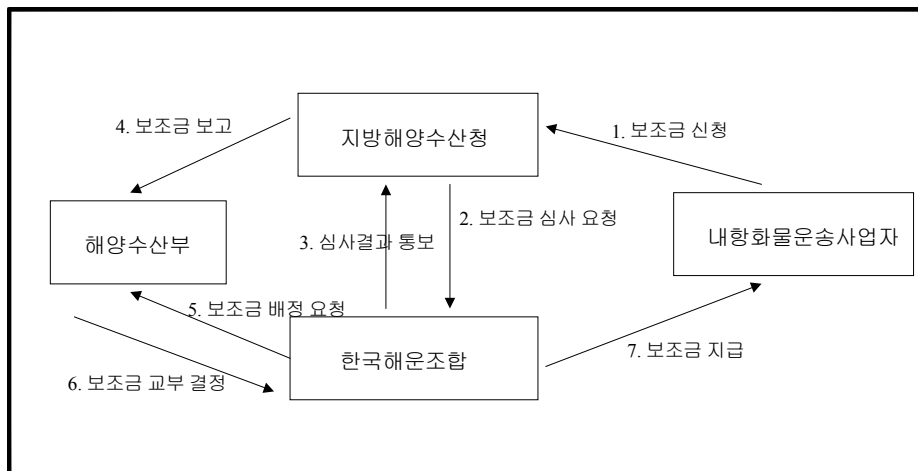 4. 보조금 보고
지방해양수산청
1. 보조금 신청
해양수산부
3. 심사결과 통보
2. 보조금 심사 요청
내항화물운송사업자
5. 보조금 배정 요청
한국해운조합
7. 보조금 지급
6. 보조금 교부 결정